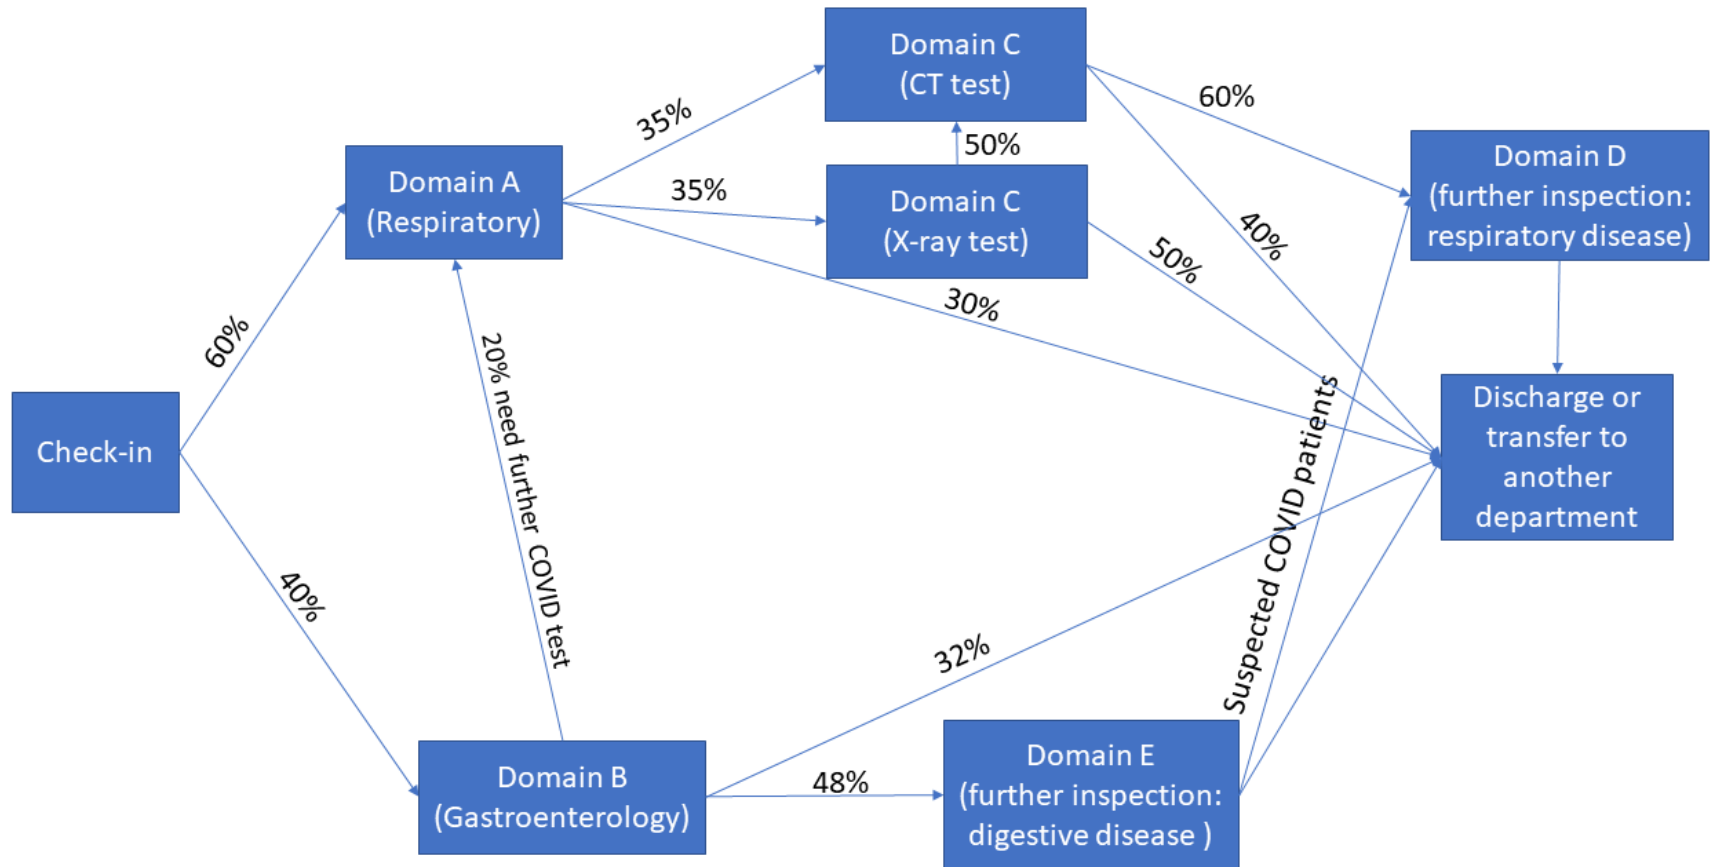 Domain C
(CT test)
60%
35%
50%
Domain D
(further inspection:
respiratory disease)
Domain A
(Respiratory)
35%
Domain C
(X-ray test)
40%
50%
30%
60%
20% need further COVID test
Check-in
Suspected COVID patients
Discharge or
transfer to
another
department
40%
32%
Domain B
(Gastroenterology)
48%
Domain E
(further inspection:
digestive disease )